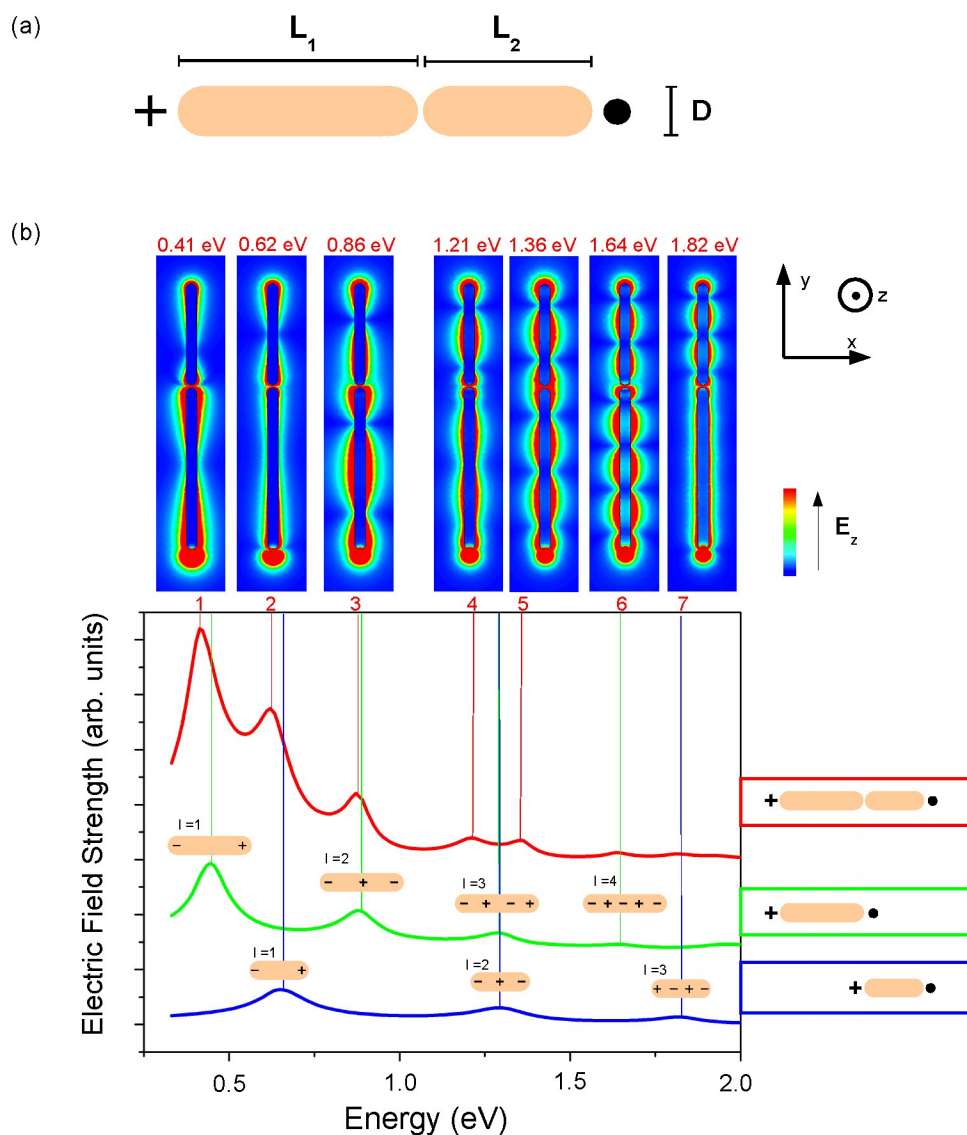 (a)
L1
L2
+
D
(b)
0.41 eV
0.62 eV
0.86 eV
1.21 eV
1.36 eV
1.64 eV
1.82 eV
y
z
x
Ez
1
2
3
4
5
6
7
Electric Field Strength (arb. units)
l =1
− +
l =2
− + −
l =3
− + − +
l =4
− + − + −
l =1
− +
l =2
− + −
l =3
+ − + −
+
+
+
0.5
1.0
1.5
2.0
Energy (eV)